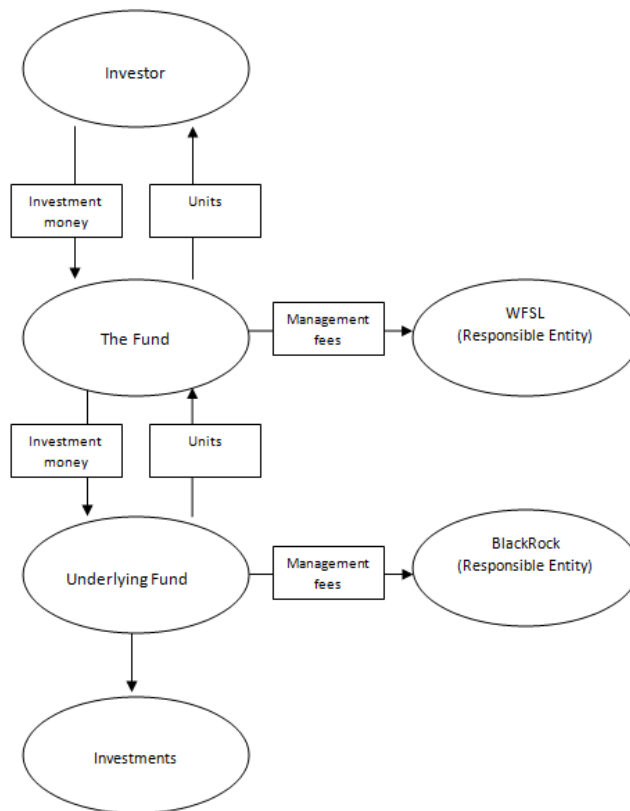 Investor
Investment
money
Units
The Fund
Management
fees
WFSL
(Responsible Entity)
Investment
money
Units
Underlying Fund
Management
fees
BlackRock
(Responsible Entity)
Investments